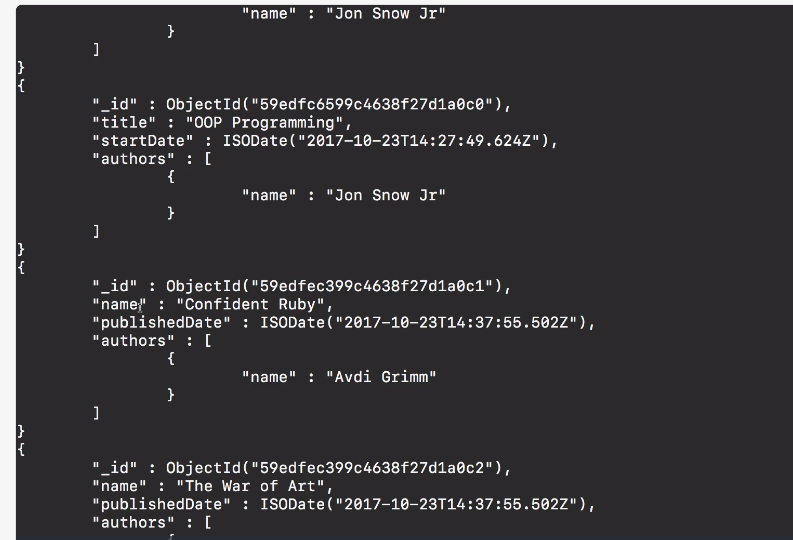 "name" : "Jon Snow Jr"
}
]
}
{
"_id" : ObjectId("59edfc6599c4638f27d1a0c0"),
"title" : "OOP Programming",
"startDate" : ISODate("2017-10-23T14:27:49.624Z"),
"authors" : [
{
"name" : "Jon Snow Jr"
}
]
}
{
"_id" : ObjectId("59edfec399c4638f27d1a0c1"),
"name" : "Confident Ruby",
"publishedDate" : ISODate("2017-10-23T14:37:55.502Z"),
"authors" : [
{
"name" : "Avdi Grimm"
}
]
}
{
"_id" : ObjectId("59edfec399c4638f27d1a0c2"),
"name" : "The War of Art",
"publishedDate" : ISODate("2017-10-23T14:37:55.502Z"),
"authors" : [
{